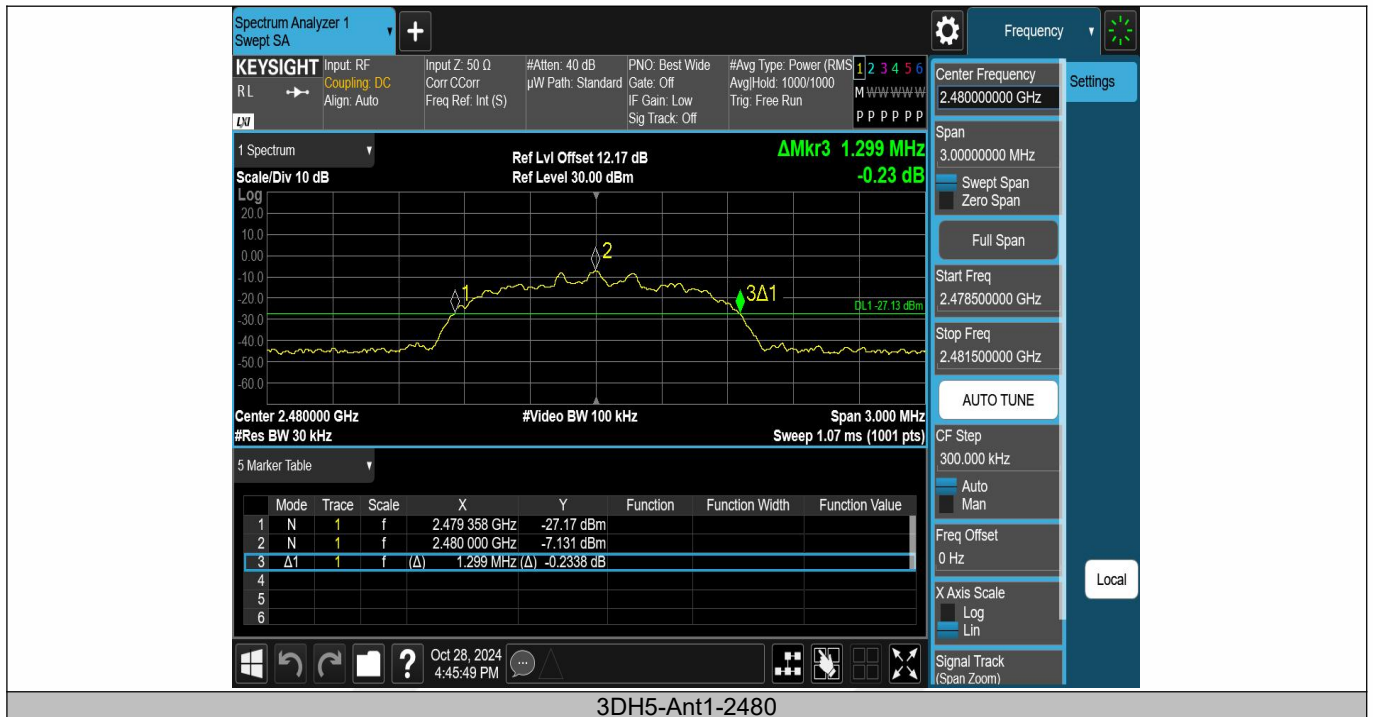 Spectrum Analyzer 1
Swept SA
+
Frequency
KEYSIGHT
RL
LXI
Input: RF
Coupling: DC
Align: Auto
Input Z: 50 Ω
Corr CCorr
Freq Ref: Int (S)
#Atten: 40 dB
µW Path: Standard
PNO: Best Wide
Gate: Off
IF Gain: Low
Sig Track: Off
#Avg Type: Power (RMS
Avg|Hold: 1000/1000
Trig: Free Run
1 2 3 4 5 6
M W W W W W
P P P P P P
1 Spectrum
Scale/Div 10 dB
Ref Lvl Offset 12.17 dB
Ref Level 30.00 dBm
ΔMkr3 1.299 MHz
-0.23 dB
Log
20.0
10.0
0.00
-10.0
-20.0
-30.0
-40.0
-50.0
-60.0
1
2
3Δ1
DL1 -27.13 dBm
Center 2.480000 GHz
#Video BW 100 kHz
Span 3.000 MHz
#Res BW 30 kHz
Sweep 1.07 ms (1001 pts)
5 Marker Table
Mode Trace Scale X Y Function Function Width Function Value
1 N 1 f 2.479 358 GHz -27.17 dBm
2 N 1 f 2.480 000 GHz -7.131 dBm
3 Δ1 1 f (Δ) 1.299 MHz (Δ) -0.2338 dB
4
5
6
Center Frequency
2.480000000 GHz
Settings
Span
3.00000000 MHz
Swept Span
Zero Span
Full Span
Start Freq
2.478500000 GHz
Stop Freq
2.481500000 GHz
AUTO TUNE
CF Step
300.000 kHz
Auto
Man
Freq Offset
0 Hz
X Axis Scale
Log
Lin
Local
Signal Track
(Span Zoom)
?
Oct 28, 2024
4:45:49 PM
3DH5-Ant1-2480